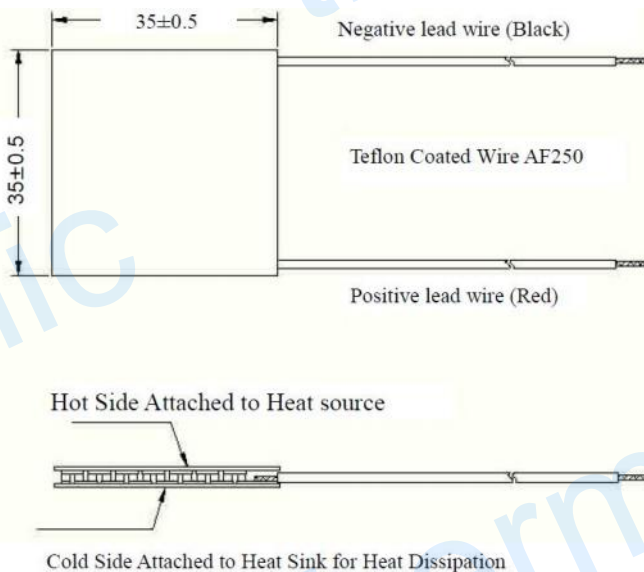 35±0.5
Negative lead wire (Black)
35±0.5
Teflon Coated Wire AF250
Positive lead wire (Red)
Hot Side Attached to Heat source
Cold Side Attached to Heat Sink for Heat Dissipation